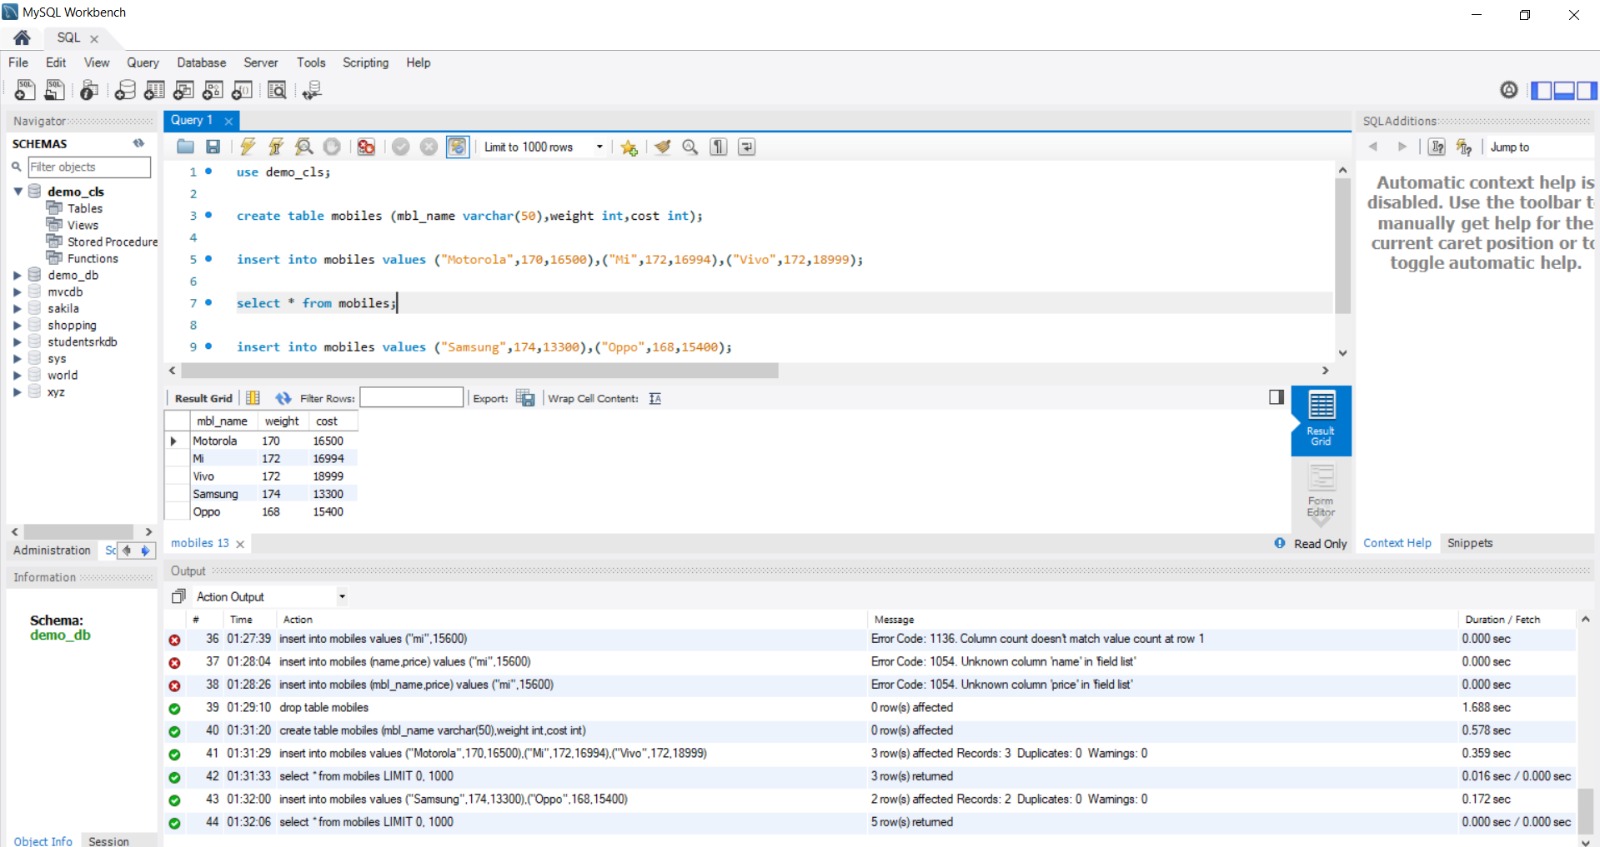 MySQL Workbench
SQL
File Edit View Query Database Server Tools Scripting Help
Navigator
SCHEMAS
Filter objects
demo_cls
Tables
Views
Stored Procedure
Functions
demo_db
mvcdb
sakila
shopping
studentsrkdb
sys
world
xyz
Administration Sc
Information
Schema:
demo_db
Object Info Session
Query 1
Limit to 1000 rows
1 use demo_cls;
2
3 create table mobiles (mbl_name varchar(50),weight int,cost int);
4
5 insert into mobiles values ("Motorola",170,16500),("Mi",172,16994),("Vivo",172,18999);
6
7 select * from mobiles;
8
9 insert into mobiles values ("Samsung",174,13300),("Oppo",168,15400);
Result Grid Filter Rows: Export: Wrap Cell Content:
mbl_name weight cost
Motorola 170 16500
Mi 172 16994
Vivo 172 18999
Samsung 174 13300
Oppo 168 15400
Result
Grid
Form
Editor
mobiles 13
Read Only
SQLAdditions
Jump to
Automatic context help is
disabled. Use the toolbar t
manually get help for the
current caret position or to
toggle automatic help.
Context Help Snippets
Output
Action Output
# Time Action Message Duration / Fetch
36 01:27:39 insert into mobiles values ("mi",15600) Error Code: 1136. Column count doesn't match value count at row 1 0.000 sec
37 01:28:04 insert into mobiles (name,price) values ("mi",15600) Error Code: 1054. Unknown column 'name' in 'field list' 0.000 sec
38 01:28:26 insert into mobiles (mbl_name,price) values ("mi",15600) Error Code: 1054. Unknown column 'price' in 'field list' 0.000 sec
39 01:29:10 drop table mobiles 0 row(s) affected 1.688 sec
40 01:31:20 create table mobiles (mbl_name varchar(50),weight int,cost int) 0 row(s) affected 0.578 sec
41 01:31:29 insert into mobiles values ("Motorola",170,16500),("Mi",172,16994),("Vivo",172,18999) 3 row(s) affected Records: 3 Duplicates: 0 Warnings: 0 0.359 sec
42 01:31:33 select * from mobiles LIMIT 0, 1000 3 row(s) returned 0.016 sec / 0.000 sec
43 01:32:00 insert into mobiles values ("Samsung",174,13300),("Oppo",168,15400) 2 row(s) affected Records: 2 Duplicates: 0 Warnings: 0 0.172 sec
44 01:32:06 select * from mobiles LIMIT 0, 1000 5 row(s) returned 0.000 sec / 0.000 sec